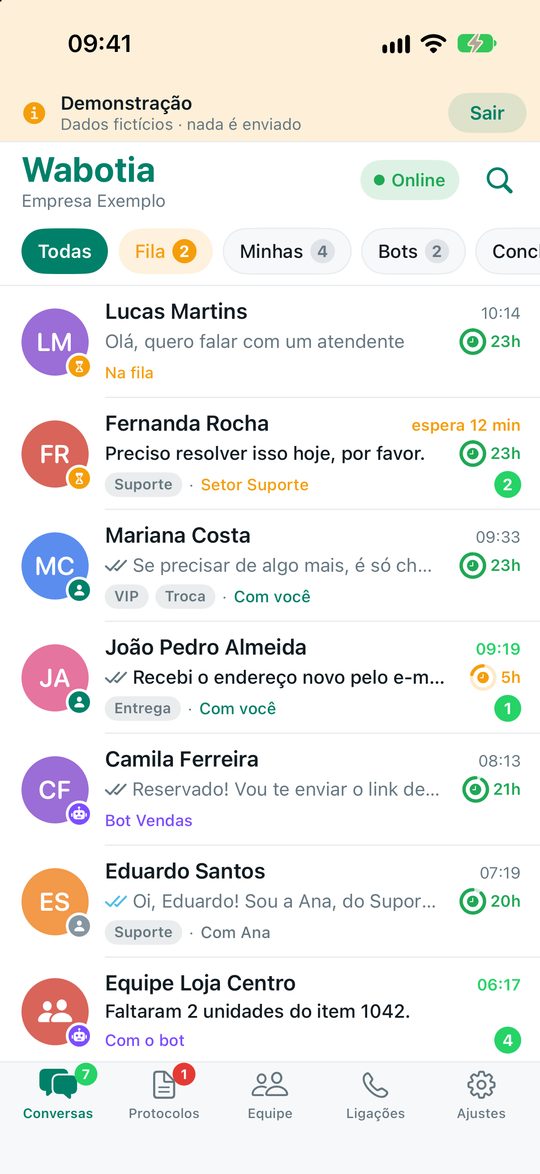 09:41
Demonstração
Dados fictícios · nada é enviado
Sair
Wabotia
Empresa Exemplo
Online
Todas
Fila 2
Minhas 4
Bots 2
Conc
LM
Lucas Martins
10:14
Olá, quero falar com um atendente
23h
Na fila
FR
Fernanda Rocha
espera 12 min
Preciso resolver isso hoje, por favor.
23h
Suporte · Setor Suporte
2
MC
Mariana Costa
09:33
Se precisar de algo mais, é só ch...
23h
VIP Troca · Com você
JA
João Pedro Almeida
09:19
Recebi o endereço novo pelo e-m...
5h
Entrega · Com você
1
CF
Camila Ferreira
08:13
Reservado! Vou te enviar o link de...
21h
Bot Vendas
ES
Eduardo Santos
07:19
Oi, Eduardo! Sou a Ana, do Supor...
20h
Suporte · Com Ana
Equipe Loja Centro
06:17
Faltaram 2 unidades do item 1042.
Com o bot
4
7
1
Conversas
Protocolos
Equipe
Ligações
Ajustes